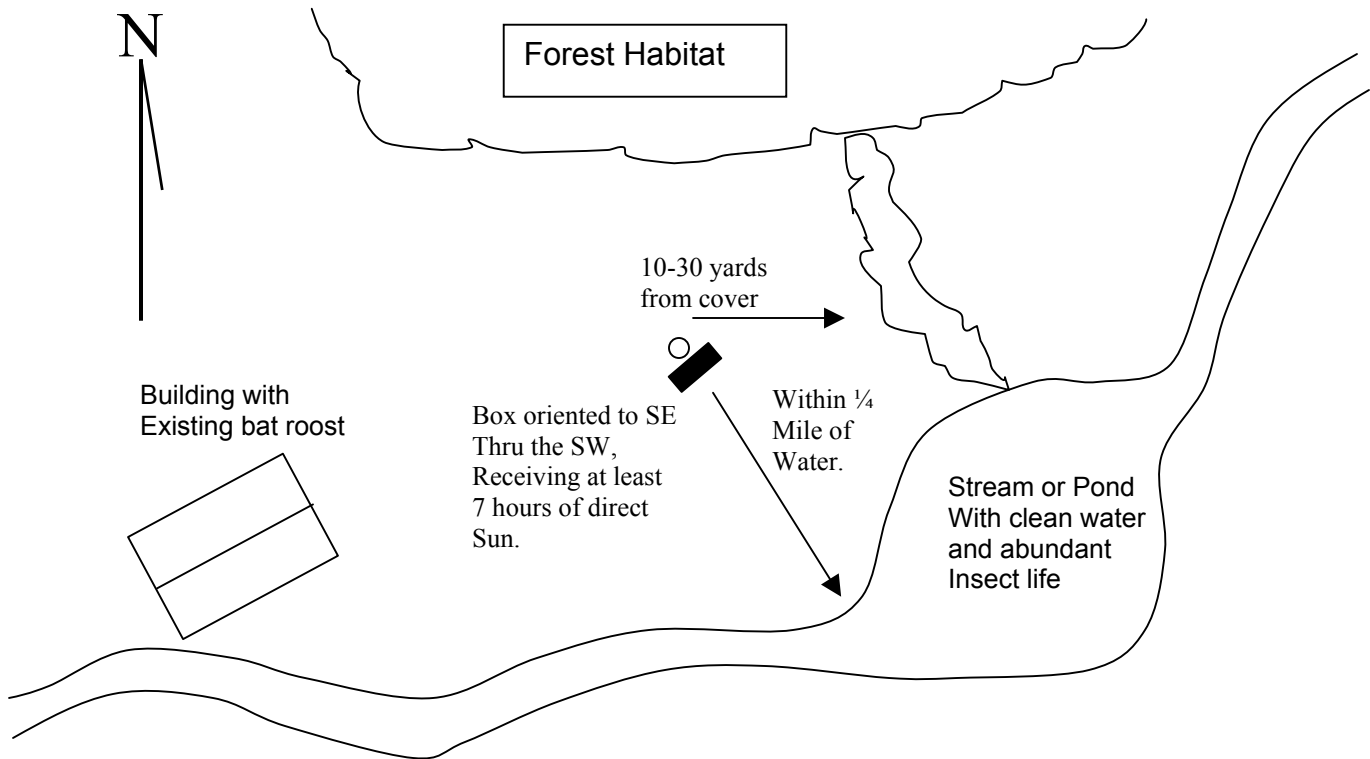 N
Forest Habitat
10-30 yards
from cover
Building with
Existing bat roost
Box oriented to SE
Thru the SW,
Receiving at least
7 hours of direct
Sun.
Within ¼
Mile of
Water.
Stream or Pond
With clean water
and abundant
Insect life